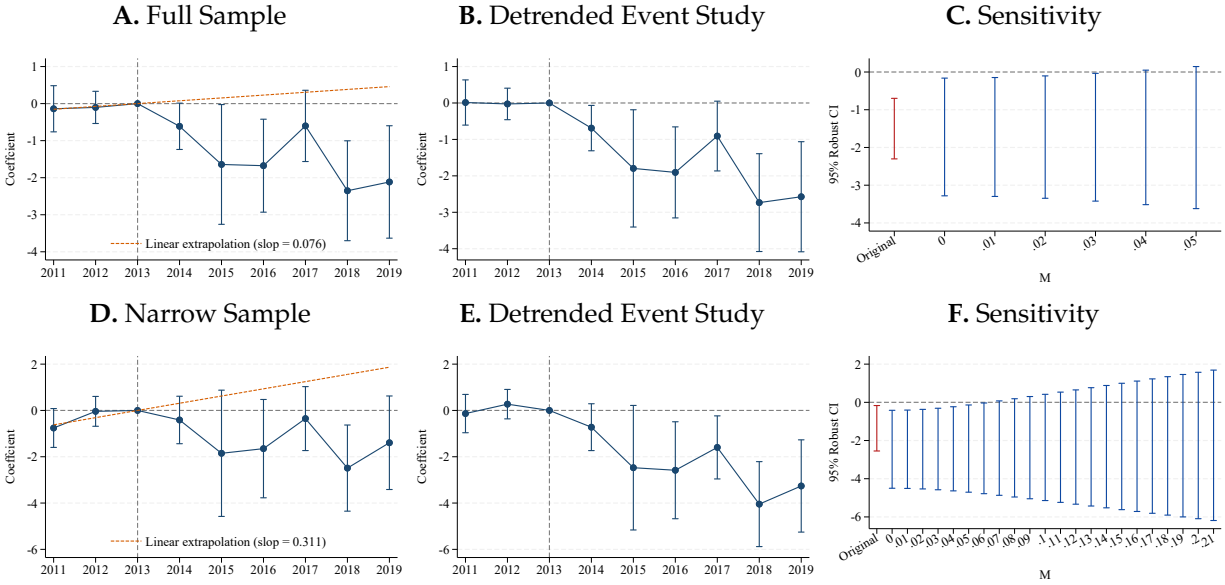 A. Full Sample
1
0
-1
-2
-3
-4
Coeffcient
Linear extrapolation (slop = 0.076)
2011 2012 2013 2014 2015 2016 2017 2018 2019
B. Detrended Event Study
1
0
-1
-2
-3
-4
Coeffcient
2011 2012 2013 2014 2015 2016 2017 2018 2019
C. Sensitivity
0
-1
-2
-3
-4
95% Robust CI
Original 0 .01 .02 .03 .04 .05
M
D. Narrow Sample
2
0
-2
-4
-6
Coeffcient
Linear extrapolation (slop = 0.311)
2011 2012 2013 2014 2015 2016 2017 2018 2019
E. Detrended Event Study
2
0
-2
-4
-6
Coeffcient
2011 2012 2013 2014 2015 2016 2017 2018 2019
F. Sensitivity
2
0
-2
-4
-6
95% Robust CI
Original 0 .01 .02 .03 .04 .05 .06 .07 .08 .09 .1 .11 .12 .13 .14 .15 .16 .17 .18 .19 .2 .21
M